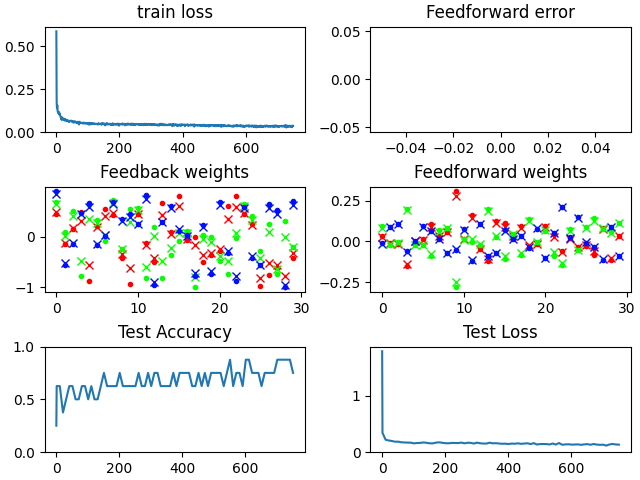 train loss
Feedforward error
0.50
0.25
0.00
0 200 400 600
0.05
0.00
−0.05
−0.04 −0.02 0.00 0.02 0.04
Feedback weights
Feedforward weights
0
−1
0 10 20 30
0.25
0.00
−0.25
0 10 20 30
Test Accuracy
Test Loss
1.0
0.5
0.0
0 200 400 600
1
0
0 200 400 600